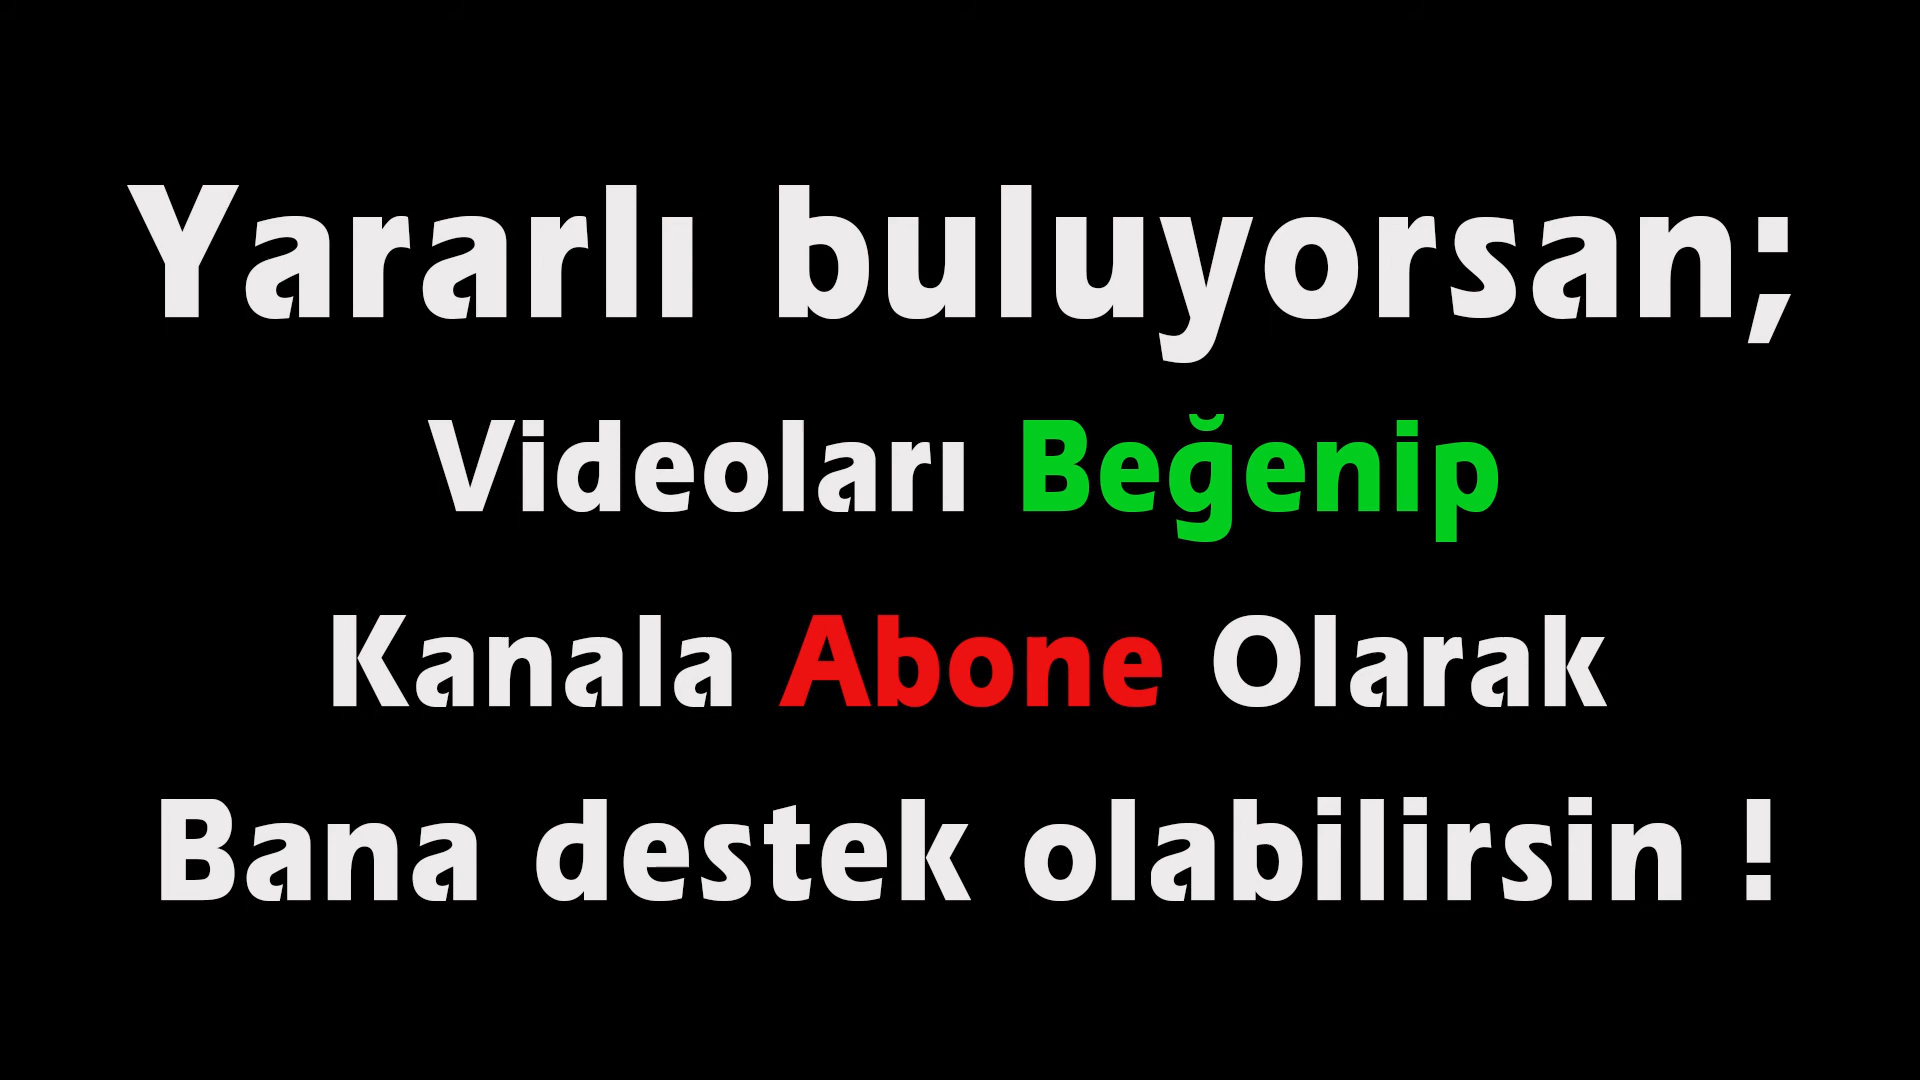 Yararlı buluyorsan;
Videoları Beğenip
Kanala Abone Olarak
Bana destek olabilirsin !